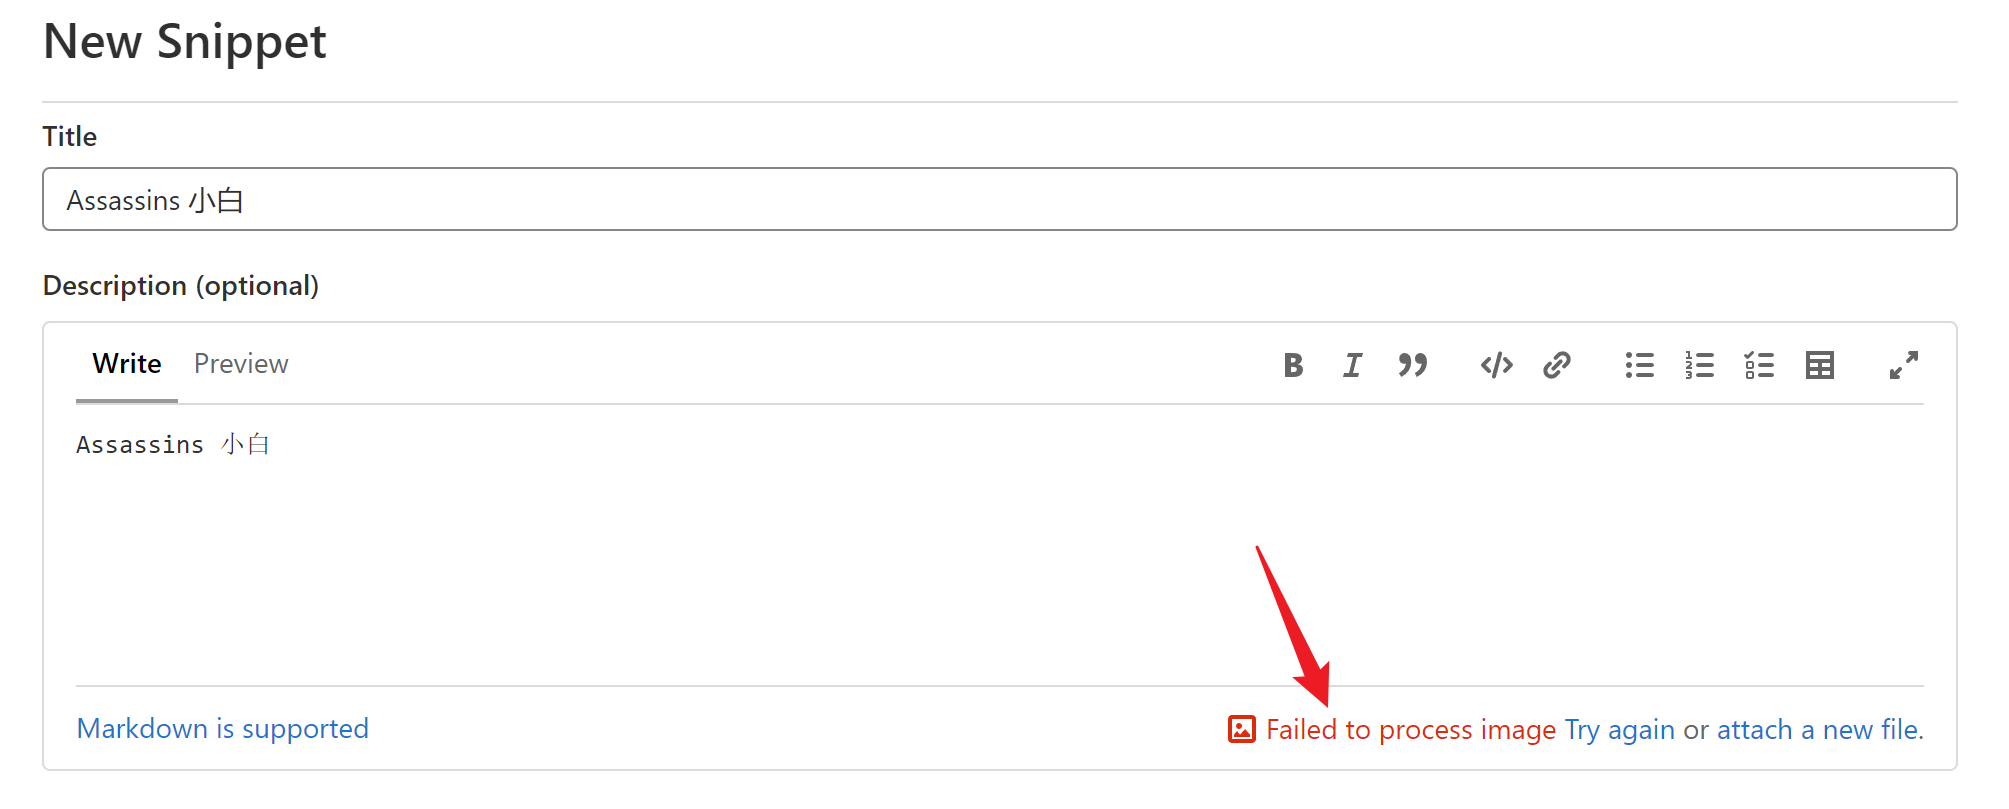 New Snippet
Title
Assassins 小白
Description (optional)
Write Preview
Assassins 小白
Markdown is supported
Failed to process image Try again or attach a new file.